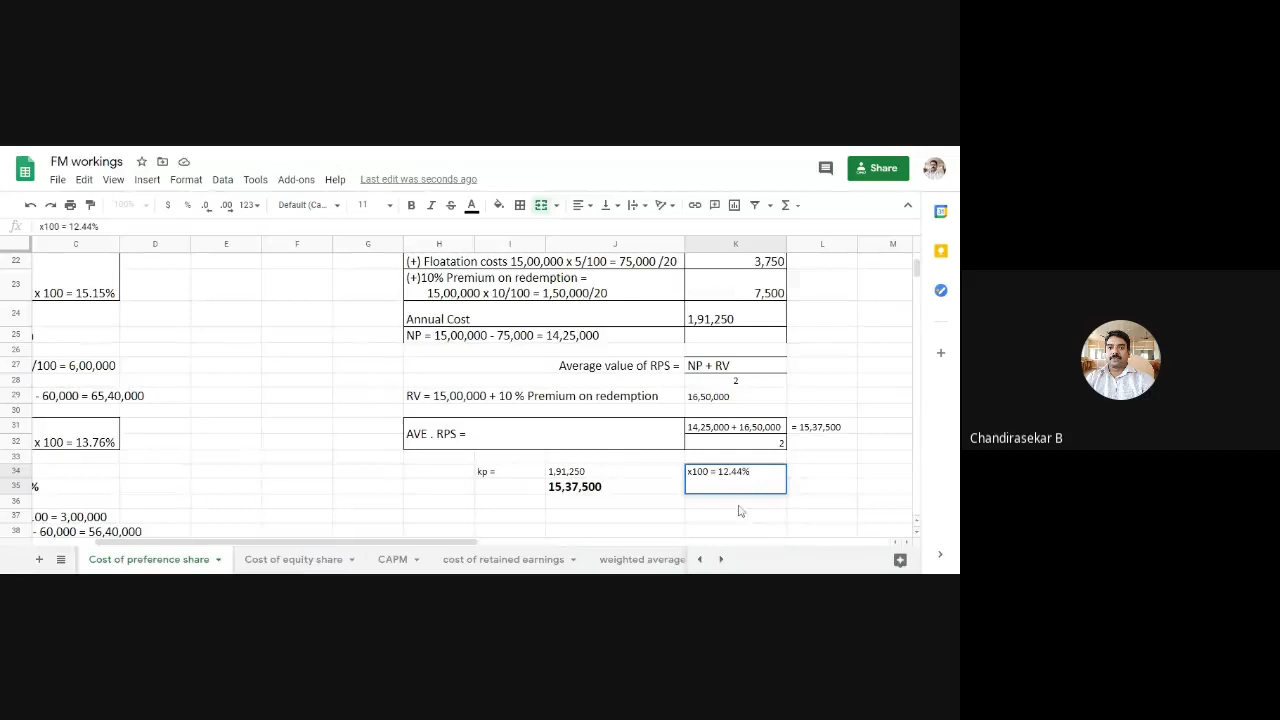 FM workings
File Edit View Insert Format Data Tools Add-ons Help Last edit was seconds ago
Share
100% $ % .0 .00 123 Default (Ca... 11 B I S A
fx x100 = 12.44%
C D E F G H I J K L M
22 (+) Floatation costs 15,00,000 x 5/100 = 75,000 /20 3,750
23 x 100 = 15.15% (+)10% Premium on redemption =
15,00,000 x 10/100 = 1,50,000/20 7,500
24 Annual Cost 1,91,250
25 NP = 15,00,000 - 75,000 = 14,25,000
26
27 /100 = 6,00,000 Average value of RPS = NP + RV
28 2
29 - 60,000 = 65,40,000 RV = 15,00,000 + 10 % Premium on redemption 16,50,000
30
31 14,25,000 + 16,50,000 = 15,37,500
AVE . RPS =
32 x 100 = 13.76% 2
33
34 kp = 1,91,250 x100 = 12.44%
35 % 15,37,500
36
37 .00 = 3,00,000
38 - 60,000 = 56,40,000
Cost of preference share Cost of equity share CAPM cost of retained earnings weighted average
Chandirasekar B